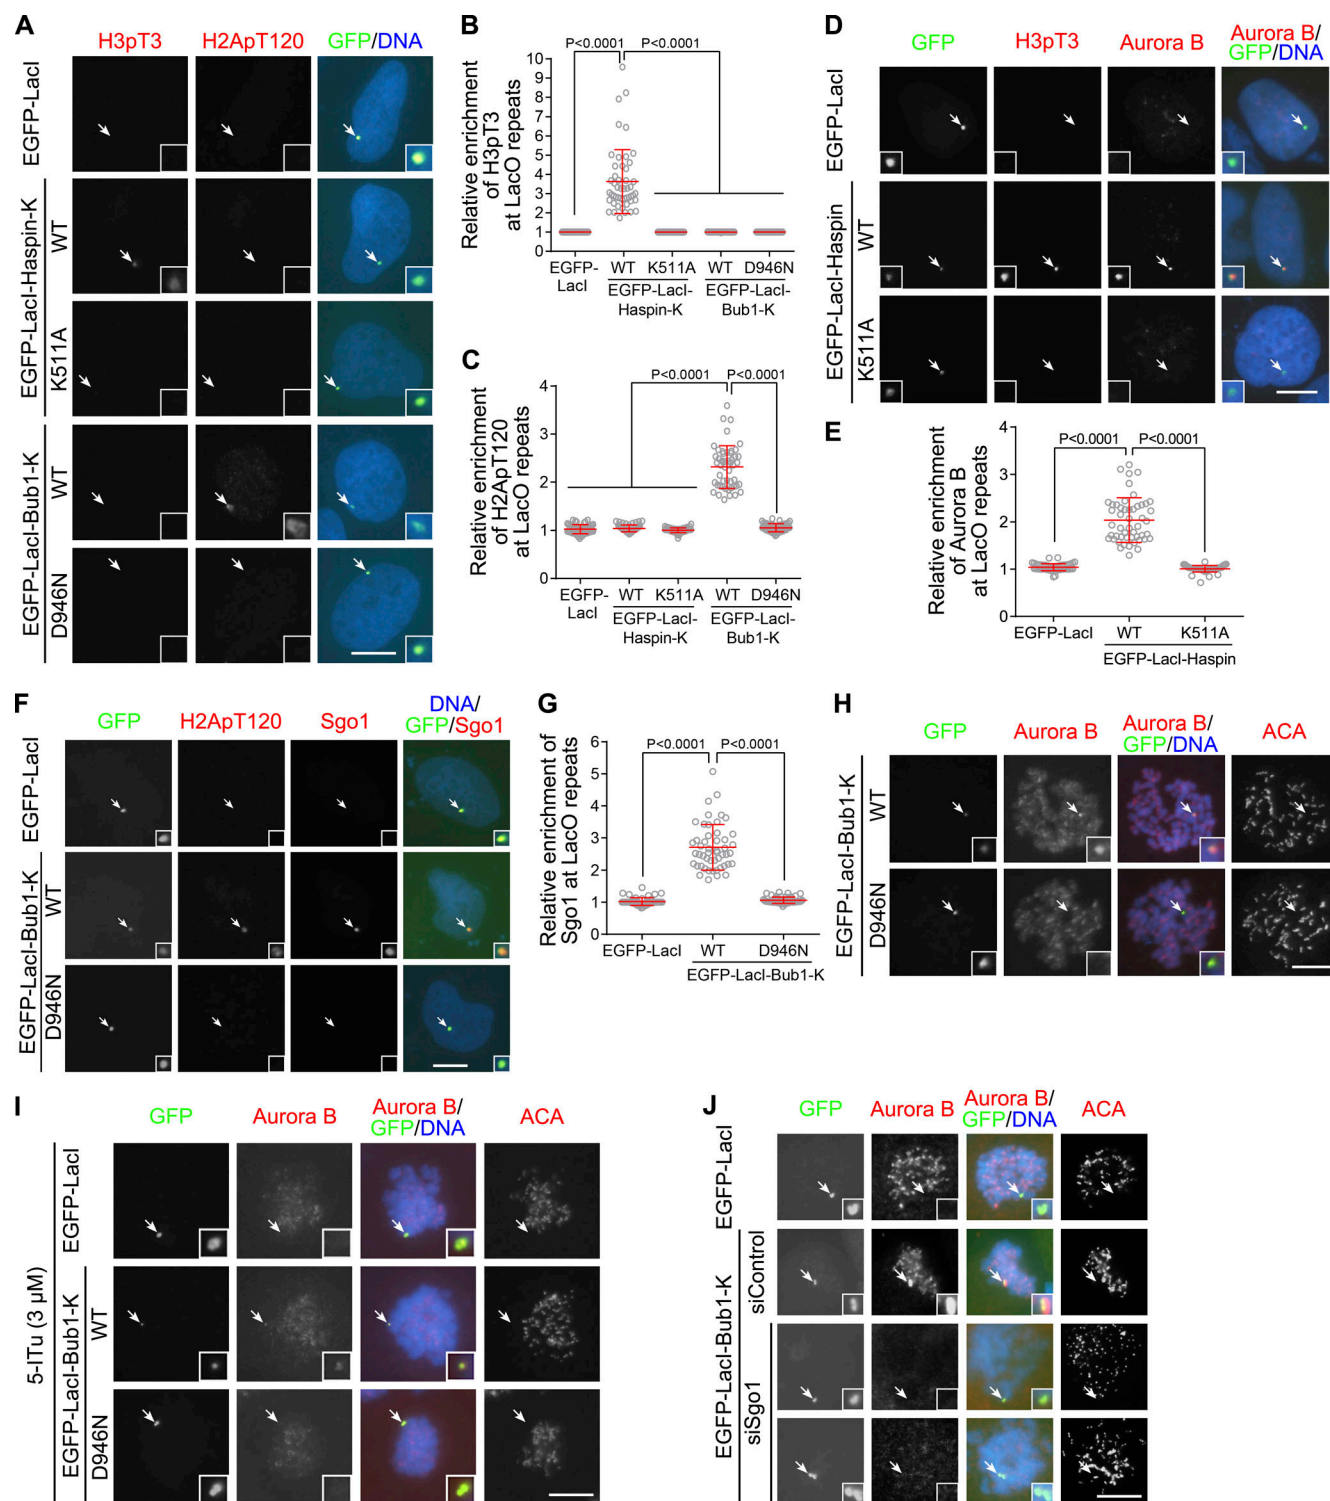 A
H3pT3 H2ApT120 GFP/DNA
EGFP-LacI
EGFP-LacI-Haspin-K
WT
K511A
EGFP-LacI-Bub1-K
WT
D946N
B
P<0.0001 P<0.0001
Relative enrichment
of H3pT3
at LacO repeats
10
9
8
7
6
5
4
3
2
1
0
EGFP-
LacI
WT K511A WT D946N
EGFP-LacI-
Haspin-K
EGFP-LacI-
Bub1-K
C
P<0.0001 P<0.0001
Relative enrichment
of H2ApT120
at LacO repeats
4
3
2
1
0
EGFP-
LacI
WT K511A WT D946N
EGFP-LacI-
Haspin-K
EGFP-LacI-
Bub1-K
D
GFP H3pT3 Aurora B Aurora B/
GFP/DNA
EGFP-LacI
EGFP-LacI-Haspin
WT
K511A
E
P<0.0001 P<0.0001
Relative enrichment
of Aurora B
at LacO repeats
4
3
2
1
0
EGFP-LacI WT K511A
EGFP-LacI-Haspin
F
GFP H2ApT120 Sgo1 DNA/
GFP/Sgo1
EGFP-LacI
EGFP-LacI-Bub1-K
WT
D946N
G
P<0.0001 P<0.0001
Relative enrichment of
Sgo1 at LacO repeats
6
5
4
3
2
1
0
EGFP-LacI WT D946N
EGFP-LacI-Bub1-K
H
GFP Aurora B Aurora B/
GFP/DNA
ACA
EGFP-LacI-Bub1-K
WT
D946N
I
GFP Aurora B Aurora B/
GFP/DNA
ACA
5-ITu (3 µM)
EGFP-LacI
EGFP-LacI-Bub1-K
WT
D946N
J
GFP Aurora B Aurora B/
GFP/DNA
ACA
EGFP-LacI
EGFP-LacI-Bub1-K
siControl
siSgo1